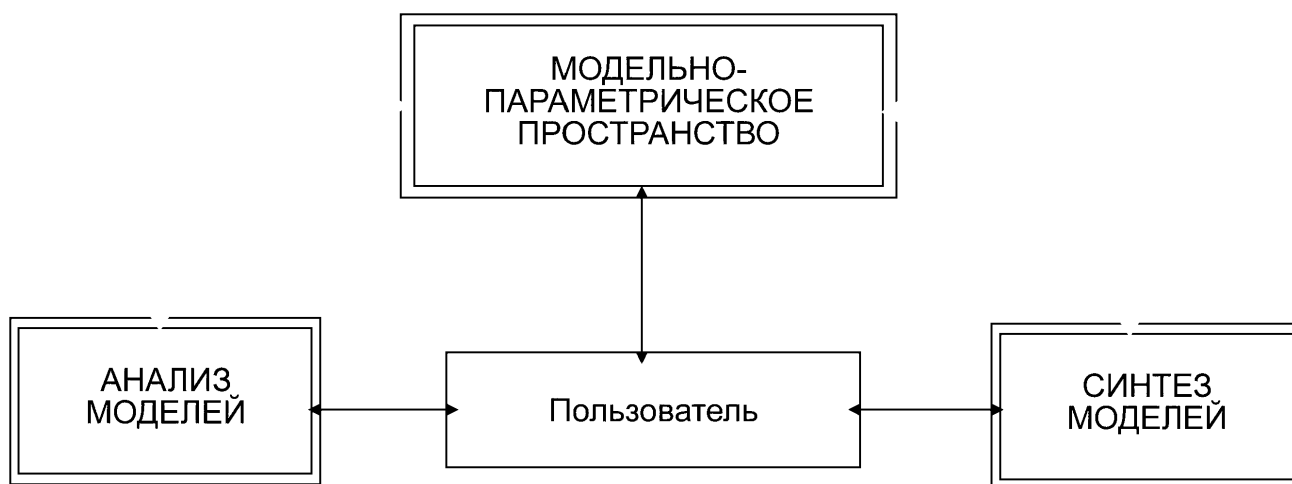 МОДЕЛЬНО-
ПАРАМЕТРИЧЕСКОЕ
ПРОСТРАНСТВО
АНАЛИЗ
МОДЕЛЕЙ
Пользователь
СИНТЕЗ
МОДЕЛЕЙ